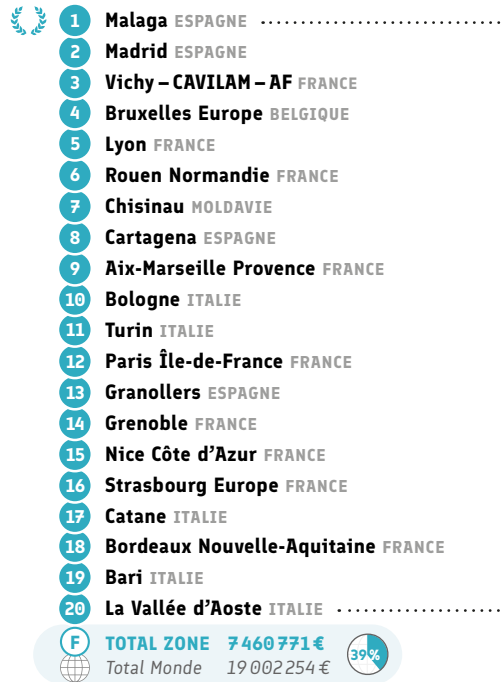 1 Malaga ESPAGNE
2 Madrid ESPAGNE
3 Vichy – CAVILAM – AF FRANCE
4 Bruxelles Europe BELGIQUE
5 Lyon FRANCE
6 Rouen Normandie FRANCE
7 Chisinau MOLDAVIE
8 Cartagena ESPAGNE
9 Aix-Marseille Provence FRANCE
10 Bologne ITALIE
11 Turin ITALIE
12 Paris Île-de-France FRANCE
13 Granollers ESPAGNE
14 Grenoble FRANCE
15 Nice Côte d’Azur FRANCE
16 Strasbourg Europe FRANCE
17 Catane ITALIE
18 Bordeaux Nouvelle-Aquitaine FRANCE
19 Bari ITALIE
20 La Vallée d’Aoste ITALIE
F TOTAL ZONE 7 460 771 € 39 %
Total Monde 19 002 254 €